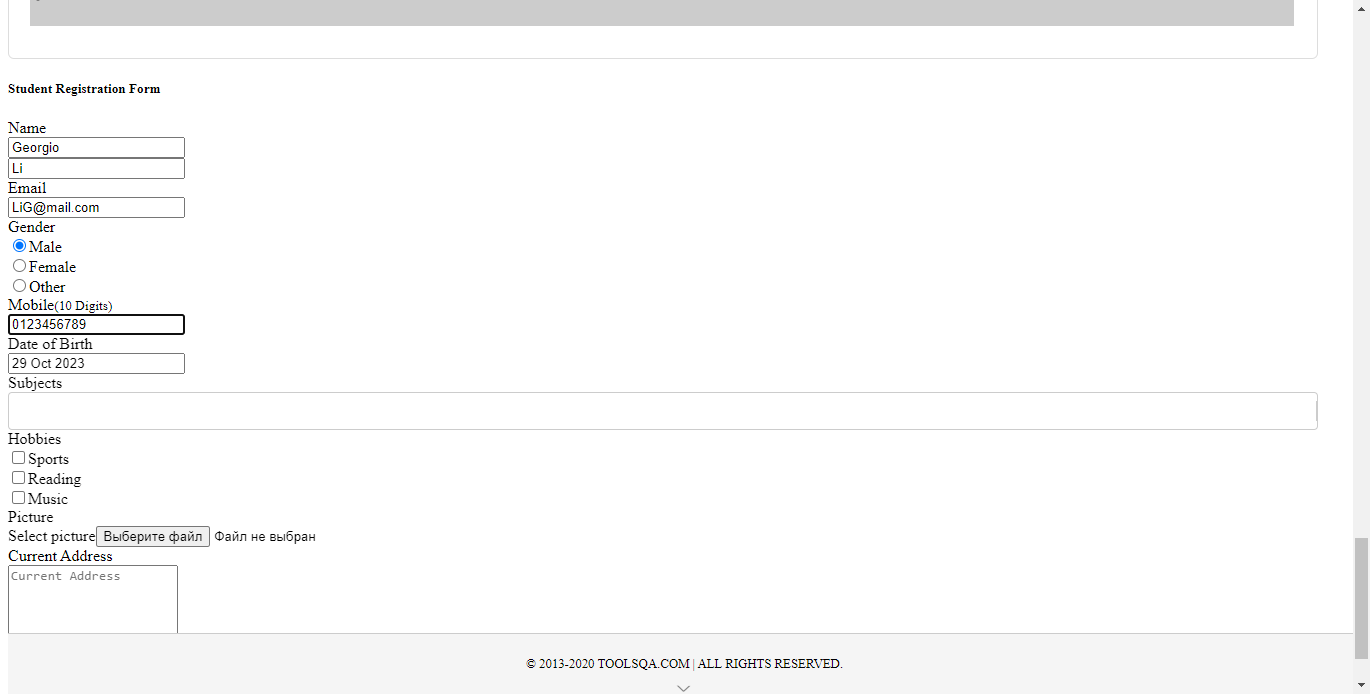 Student Registration Form
Name
Georgio
Li
Email
LiG@mail.com
Gender
Male
Female
Other
Mobile(10 Digits)
0123456789
Date of Birth
29 Oct 2023
Subjects
Hobbies
Sports
Reading
Music
Picture
Select picture Выберите файл Файл не выбран
Current Address
Current Address
© 2013-2020 TOOLSQA.COM | ALL RIGHTS RESERVED.